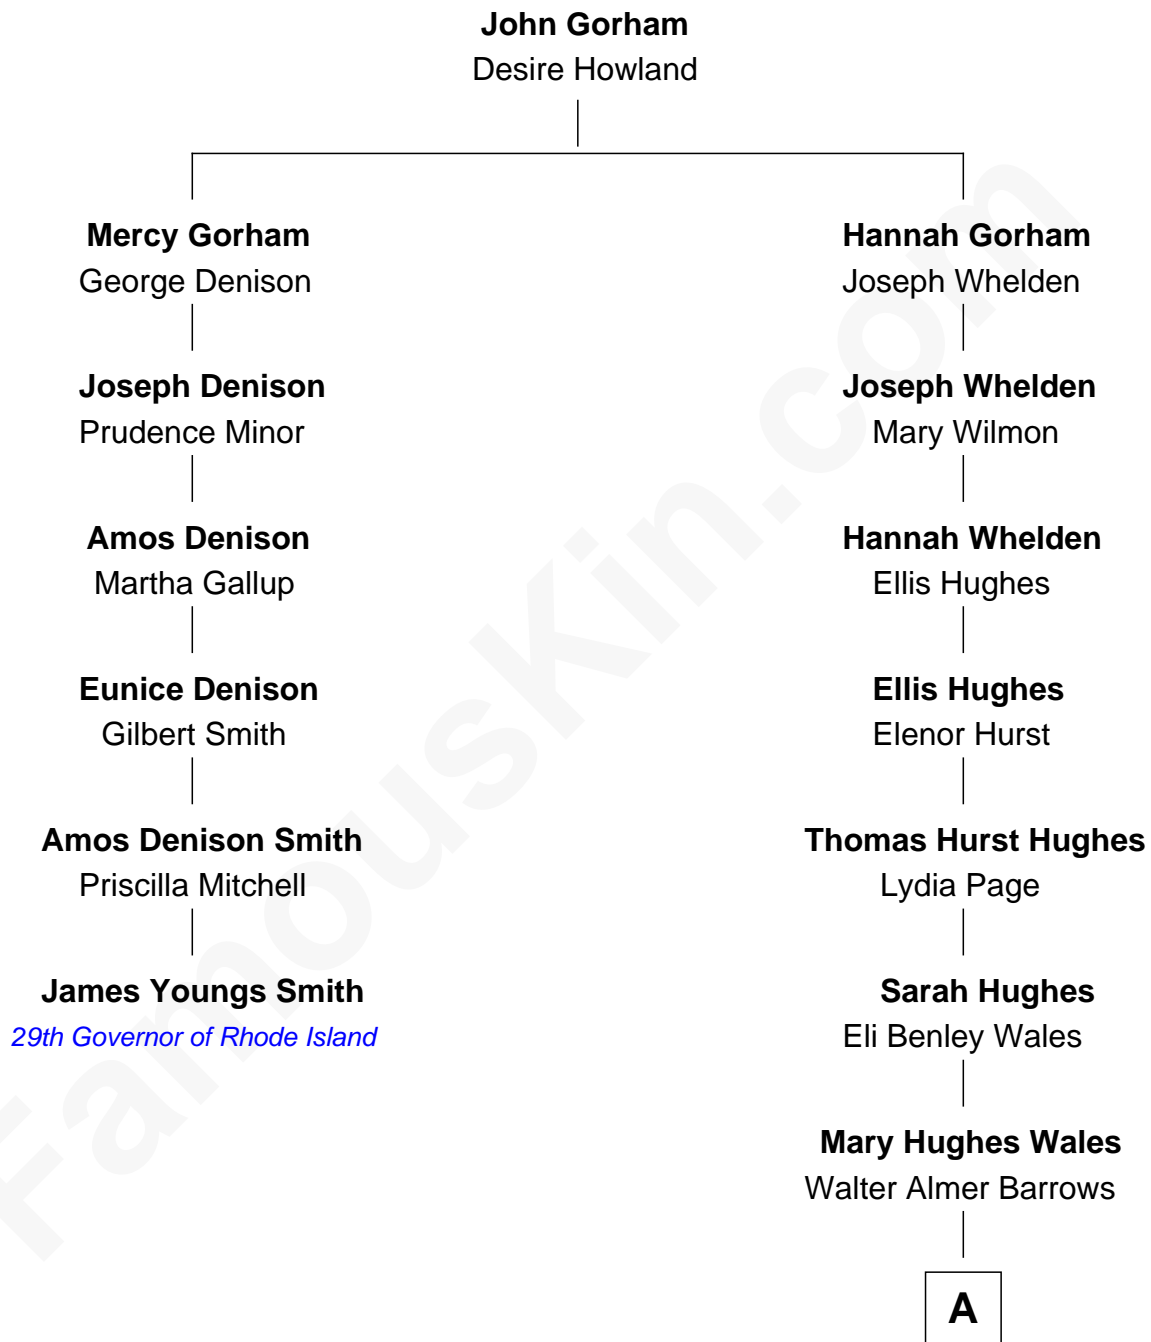 John Gorham
Desire Howland
Mercy Gorham
George Denison
Hannah Gorham
Joseph Whelden
Joseph Denison
Prudence Minor
Joseph Whelden
Mary Wilmon
Amos Denison
Martha Gallup
Hannah Whelden
Ellis Hughes
Eunice Denison
Gilbert Smith
Ellis Hughes
Elenor Hurst
Amos Denison Smith
Priscilla Mitchell
Thomas Hurst Hughes
Lydia Page
James Youngs Smith
29th Governor of Rhode Island
Sarah Hughes
Eli Benley Wales
Mary Hughes Wales
Walter Almer Barrows
A
FamousKin.com